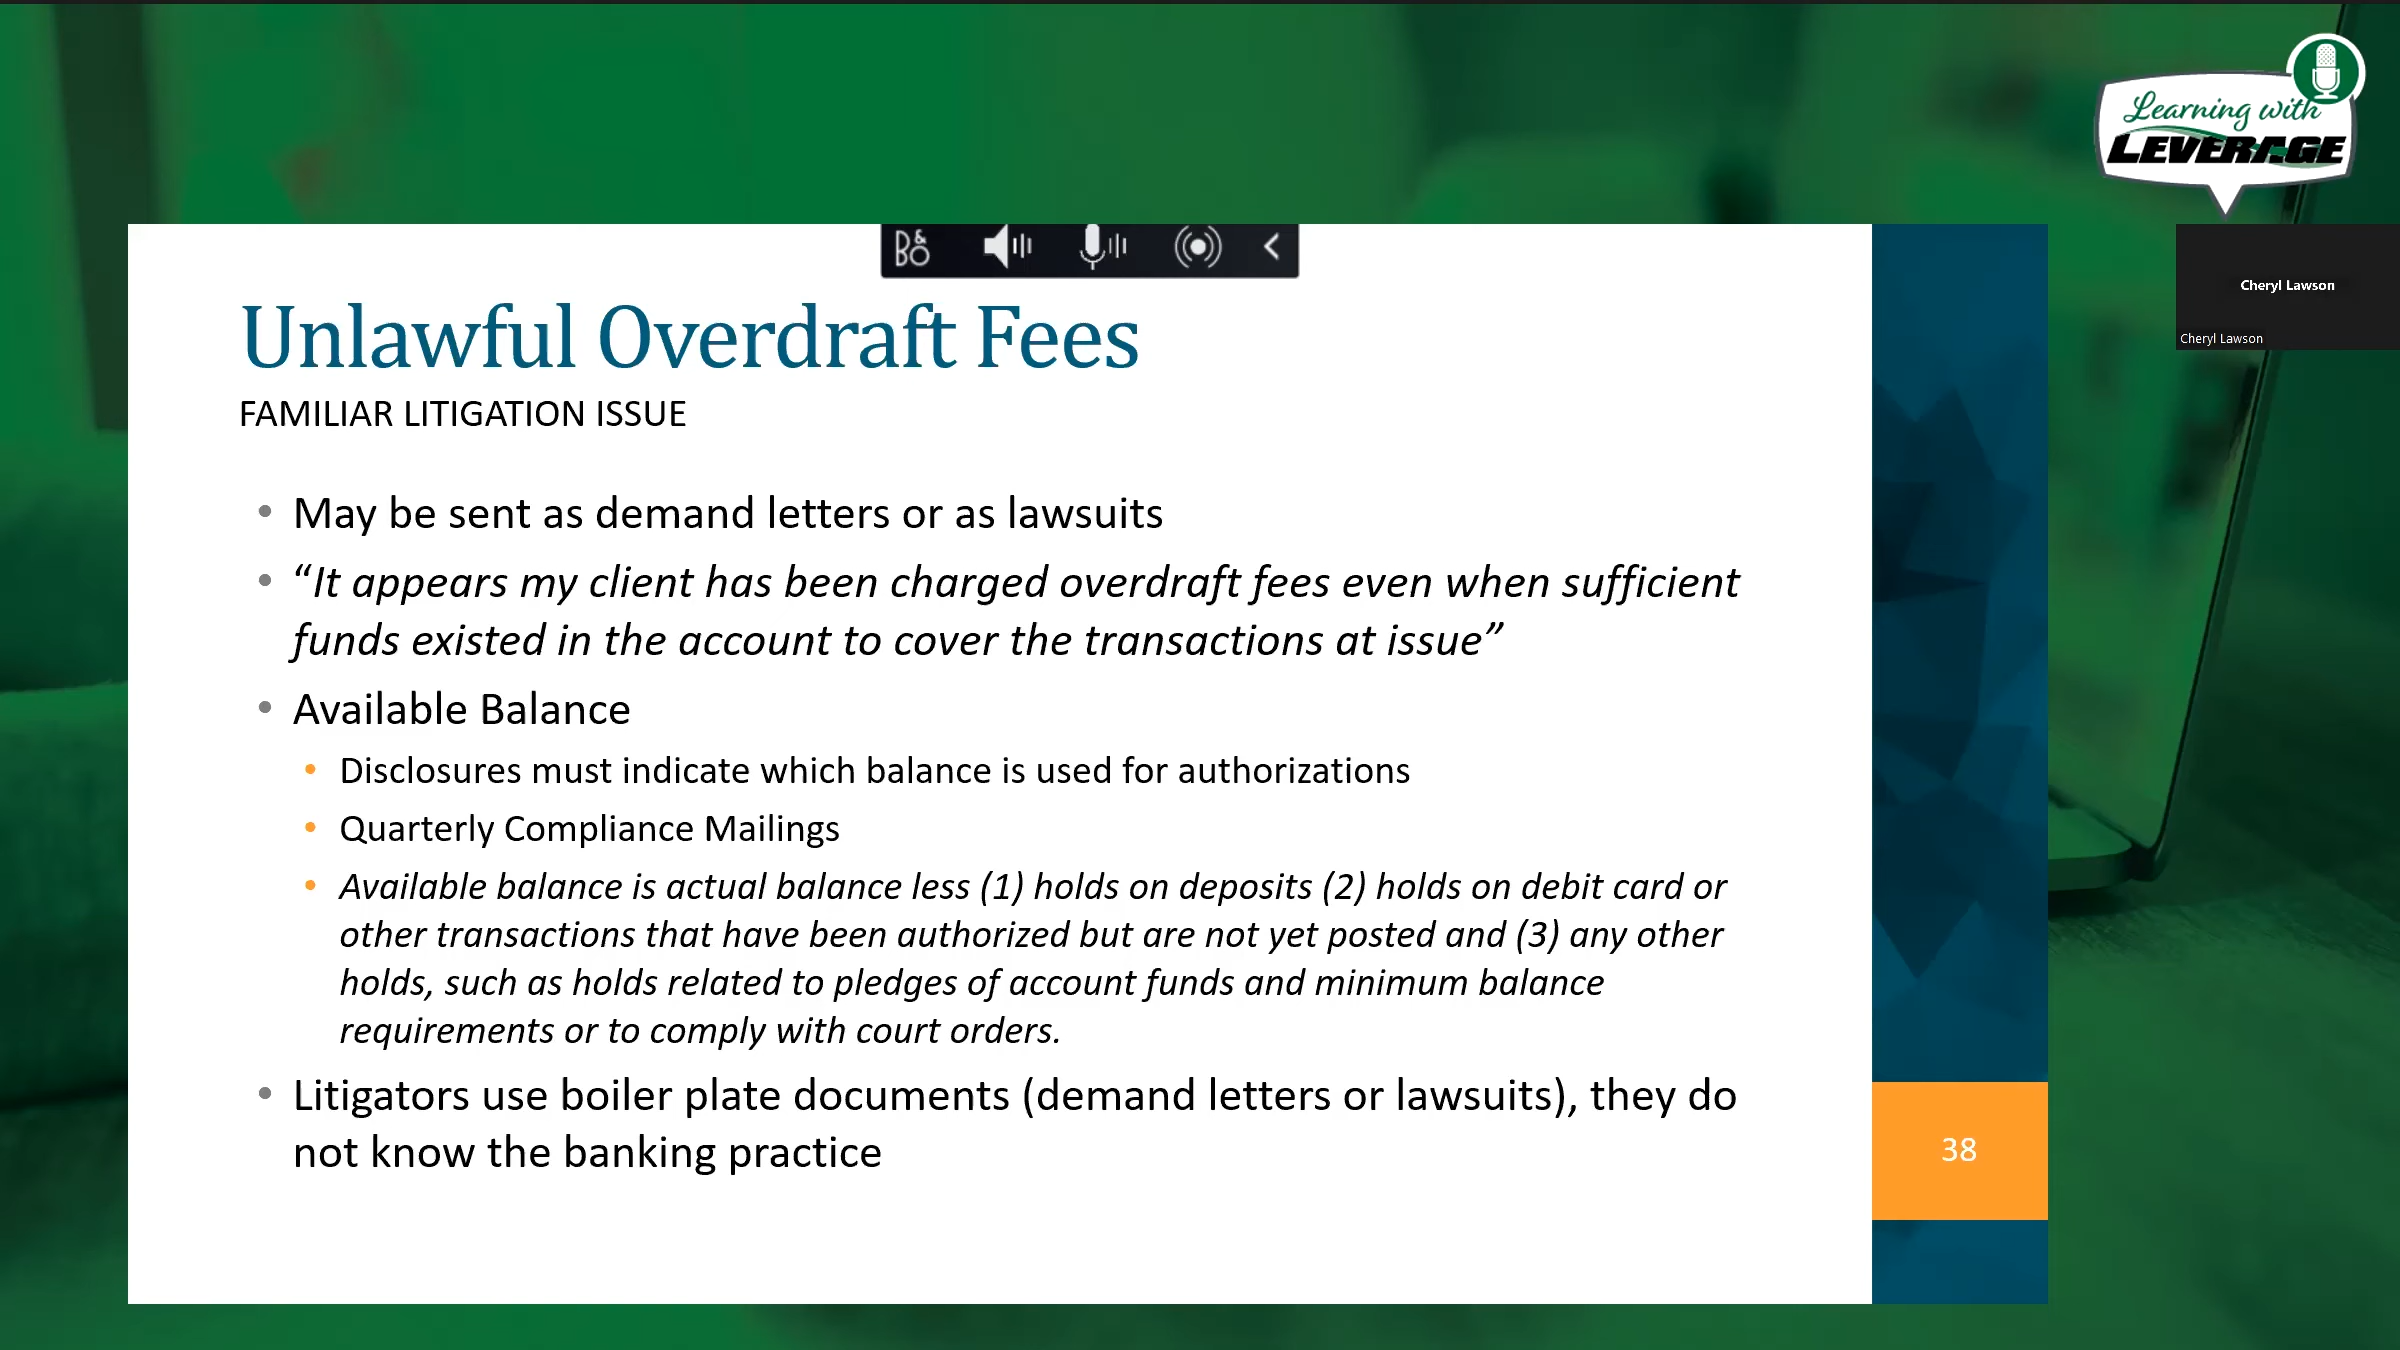 Learning with
LEVERAGE
B&O
Cheryl Lawson
Cheryl Lawson
Unlawful Overdraft Fees
FAMILIAR LITIGATION ISSUE
• May be sent as demand letters or as lawsuits
• “It appears my client has been charged overdraft fees even when sufficient
funds existed in the account to cover the transactions at issue”
• Available Balance
• Disclosures must indicate which balance is used for authorizations
• Quarterly Compliance Mailings
• Available balance is actual balance less (1) holds on deposits (2) holds on debit card or
other transactions that have been authorized but are not yet posted and (3) any other
holds, such as holds related to pledges of account funds and minimum balance
requirements or to comply with court orders.
• Litigators use boiler plate documents (demand letters or lawsuits), they do
not know the banking practice
38